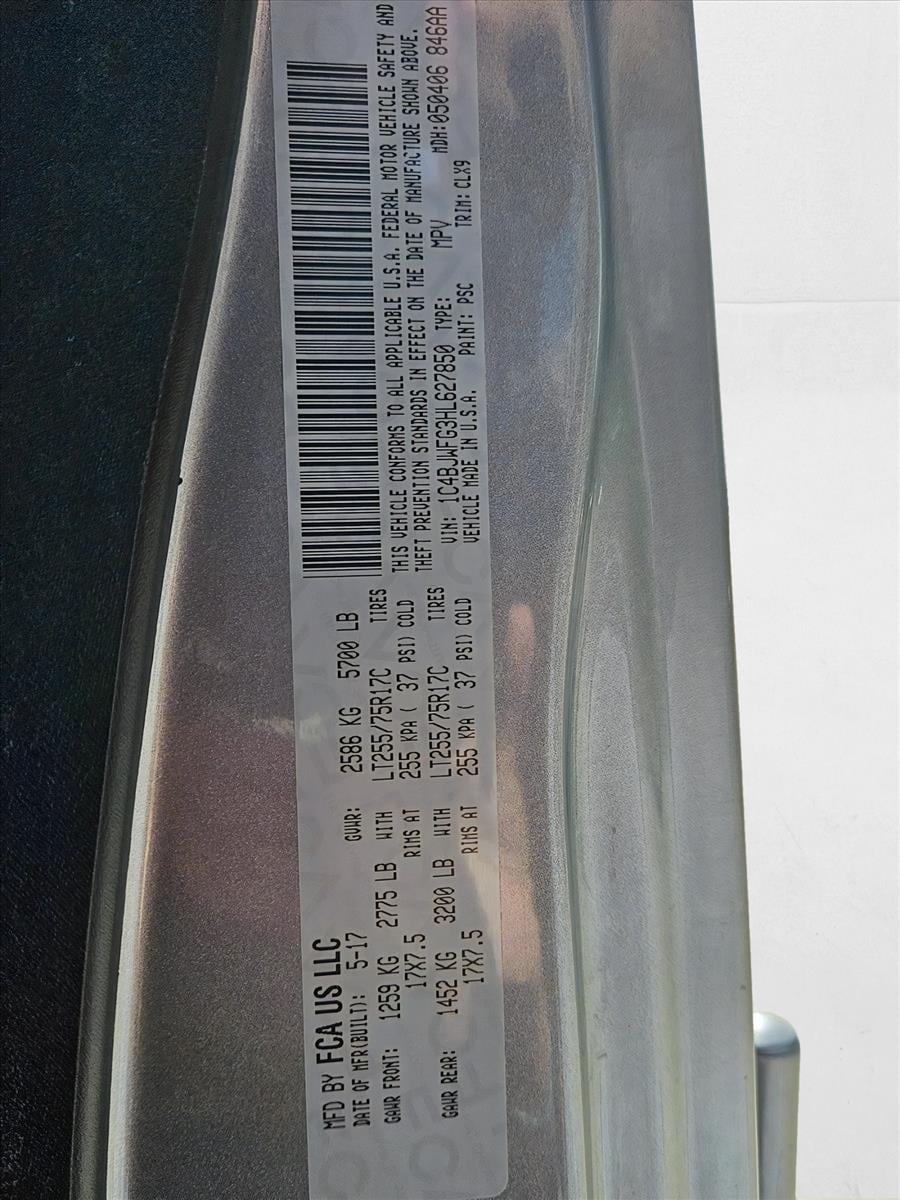 MFD BY FCA US LLC
DATE OF MFR(BUILT): 5-17 GVWR: 2586 KG 5700 LB
GAWR FRONT: 1259 KG 2775 LB WITH LT255/75R17C TIRES
17X7.5 RIMS AT 255 KPA ( 37 PSI) COLD
GAWR REAR: 1452 KG 3200 LB WITH LT255/75R17C TIRES
17X7.5 RIMS AT 255 KPA ( 37 PSI) COLD
THIS VEHICLE CONFORMS TO ALL APPLICABLE U.S.A. FEDERAL MOTOR VEHICLE SAFETY AND
THEFT PREVENTION STANDARDS IN EFFECT ON THE DATE OF MANUFACTURE SHOWN ABOVE.
VIN: 1C4BJWFG3HL627850 TYPE: MPV MDH:050406 846AA
VEHICLE MADE IN U.S.A. PAINT: PSC TRIM: CLX9